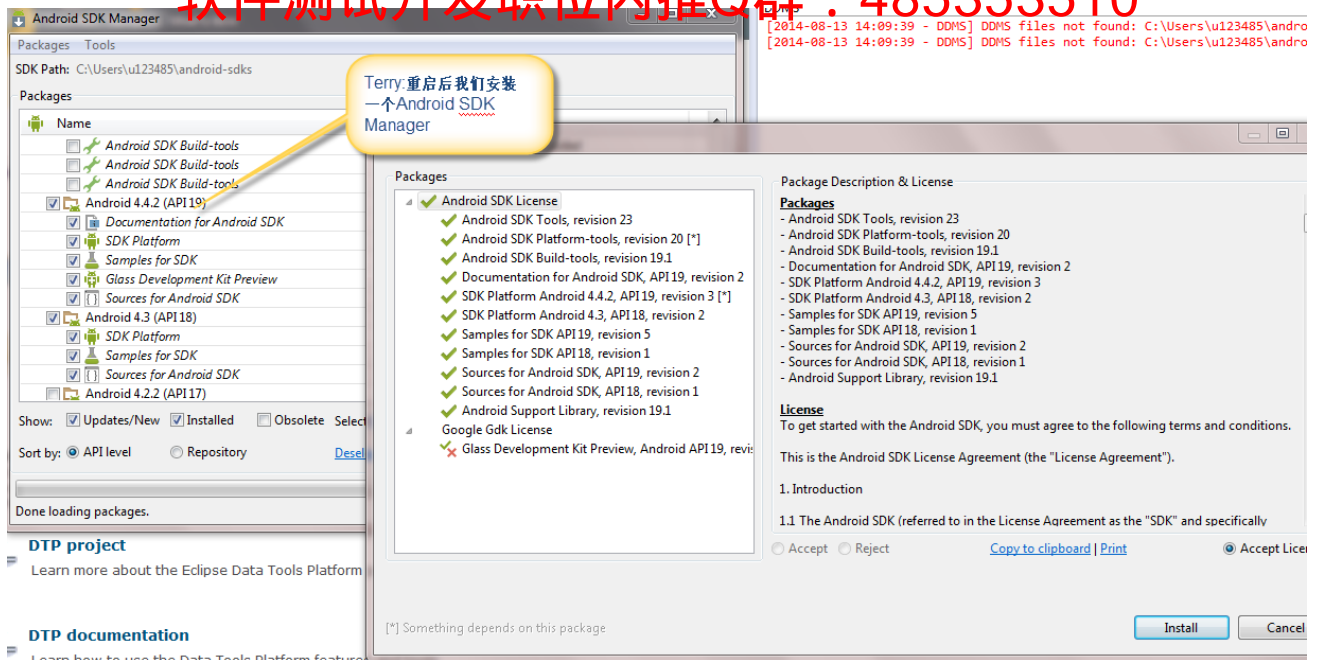 软件测试开发职位内推Q群：485353510
Android SDK Manager
Packages Tools
SDK Path: C:\Users\u123485\android-sdks
Packages
Name
Android SDK Build-tools
Android SDK Build-tools
Android SDK Build-tools
Android 4.4.2 (API 19)
Documentation for Android SDK
SDK Platform
Samples for SDK
Glass Development Kit Preview
Sources for Android SDK
Android 4.3 (API 18)
SDK Platform
Samples for SDK
Sources for Android SDK
Android 4.2.2 (API 17)
Show: Updates/New Installed Obsolete Select
Sort by: API level Repository Desel
Done loading packages.
DTP project
Learn more about the Eclipse Data Tools Platform
DTP documentation
Learn how to use the Data Tools Platform features
Terry:重启后我们安装
一个Android SDK
Manager
DDMS
[2014-08-13 14:09:39 - DDMS] DDMS files not found: C:\Users\u123485\andro
[2014-08-13 14:09:39 - DDMS] DDMS files not found: C:\Users\u123485\andro
Packages
Android SDK License
Android SDK Tools, revision 23
Android SDK Platform-tools, revision 20 [*]
Android SDK Build-tools, revision 19.1
Documentation for Android SDK, API 19, revision 2
SDK Platform Android 4.4.2, API 19, revision 3 [*]
SDK Platform Android 4.3, API 18, revision 2
Samples for SDK API 19, revision 5
Samples for SDK API 18, revision 1
Sources for Android SDK, API 19, revision 2
Sources for Android SDK, API 18, revision 1
Android Support Library, revision 19.1
Google Gdk License
Glass Development Kit Preview, Android API 19, revis
Package Description & License
Packages
- Android SDK Tools, revision 23
- Android SDK Platform-tools, revision 20
- Android SDK Build-tools, revision 19.1
- Documentation for Android SDK, API 19, revision 2
- SDK Platform Android 4.4.2, API 19, revision 3
- SDK Platform Android 4.3, API 18, revision 2
- Samples for SDK API 19, revision 5
- Samples for SDK API 18, revision 1
- Sources for Android SDK, API 19, revision 2
- Sources for Android SDK, API 18, revision 1
- Android Support Library, revision 19.1
License
To get started with the Android SDK, you must agree to the following terms and conditions.
This is the Android SDK License Agreement (the "License Agreement").
1. Introduction
1.1 The Android SDK (referred to in the License Agreement as the "SDK" and specifically
Accept Reject Copy to clipboard | Print Accept Licen
[*] Something depends on this package
Install Cancel